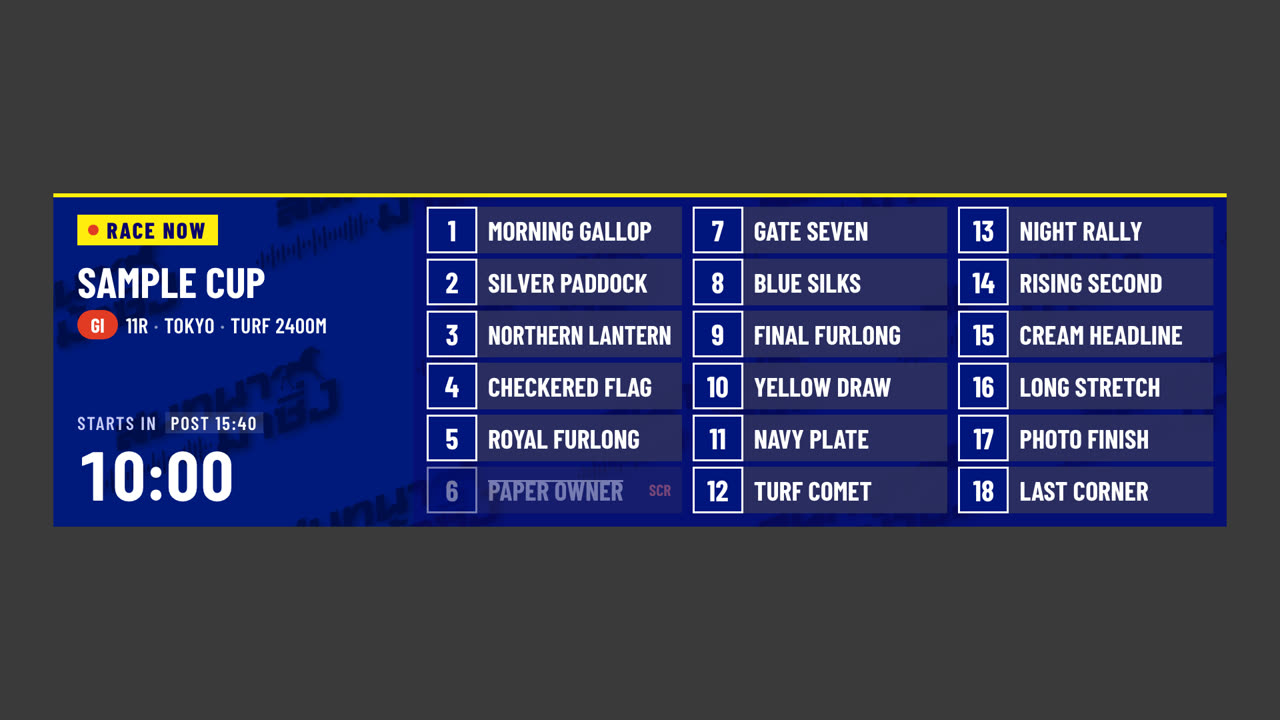 RACE NOW
SAMPLE CUP
GI 11R · TOKYO · TURF 2400M
STARTS IN POST 15:40
10:00
1 MORNING GALLOP
2 SILVER PADDOCK
3 NORTHERN LANTERN
4 CHECKERED FLAG
5 ROYAL FURLONG
6 PAPER OWNER SCR
7 GATE SEVEN
8 BLUE SILKS
9 FINAL FURLONG
10 YELLOW DRAW
11 NAVY PLATE
12 TURF COMET
13 NIGHT RALLY
14 RISING SECOND
15 CREAM HEADLINE
16 LONG STRETCH
17 PHOTO FINISH
18 LAST CORNER